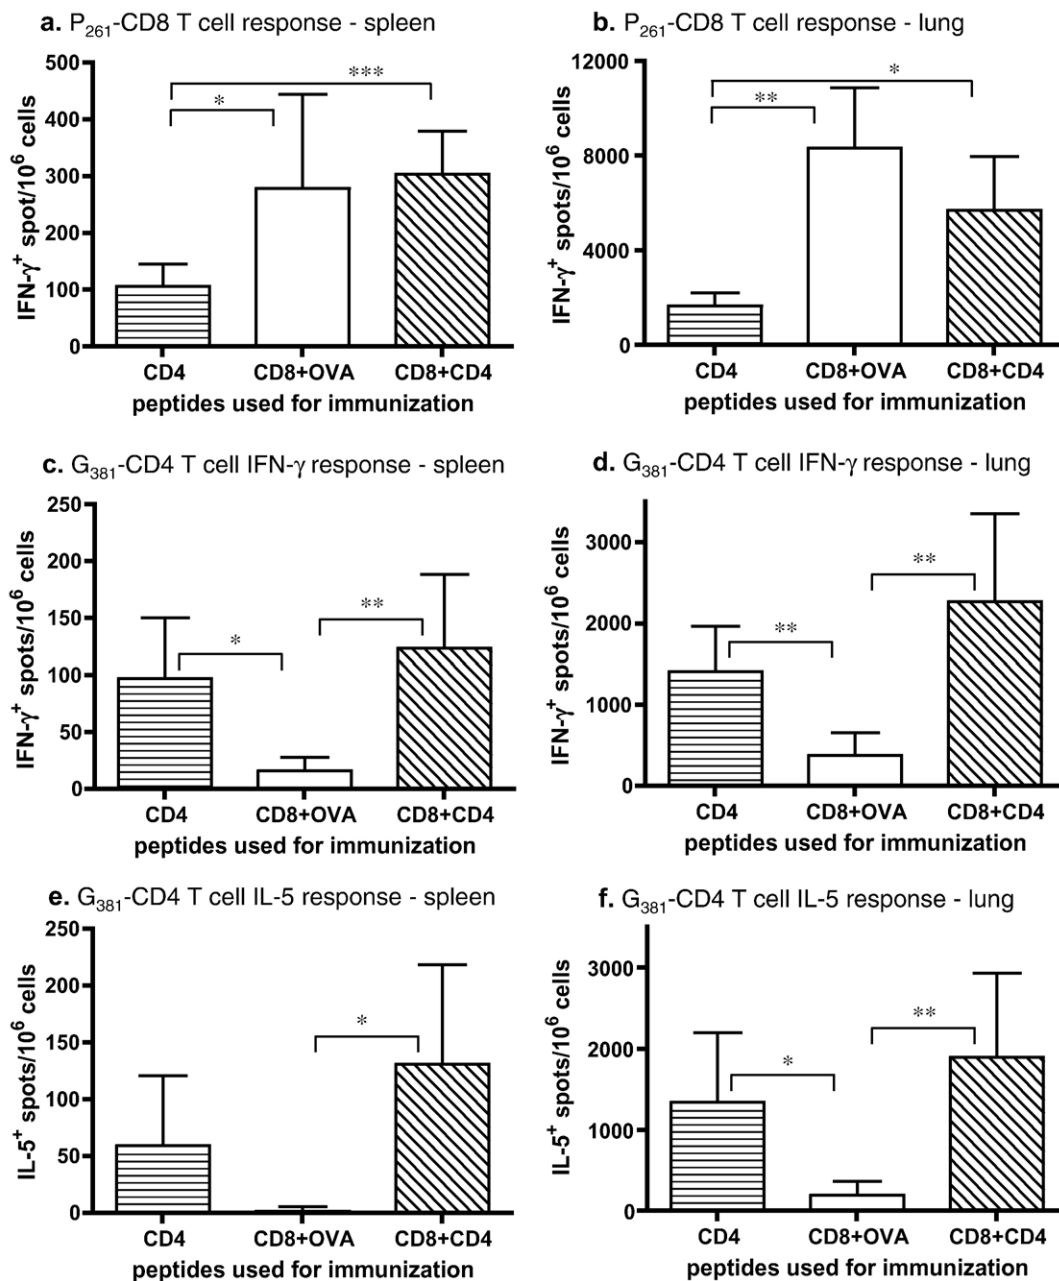 a. P261-CD8 T cell response - spleen
IFN-γ+ spot/10^6 cells
500
400
300
200
100
0
*
***
CD4
CD8+OVA
CD8+CD4
peptides used for immunization
b. P261-CD8 T cell response - lung
IFN-γ+ spots/10^6 cells
12000
8000
4000
0
**
*
CD4
CD8+OVA
CD8+CD4
peptides used for immunization
c. G381-CD4 T cell IFN-γ response - spleen
IFN-γ+ spots/10^6 cells
250
200
150
100
50
0
*
**
CD4
CD8+OVA
CD8+CD4
peptides used for immunization
d. G381-CD4 T cell IFN-γ response - lung
IFN-γ+ spots/10^6 cells
3000
2000
1000
0
**
**
CD4
CD8+OVA
CD8+CD4
peptides used for immunization
e. G381-CD4 T cell IL-5 response - spleen
IL-5+ spots/10^6 cells
250
200
150
100
50
0
*
CD4
CD8+OVA
CD8+CD4
peptides used for immunization
f. G381-CD4 T cell IL-5 response - lung
IL-5+ spots/10^6 cells
3000
2000
1000
0
*
**
CD4
CD8+OVA
CD8+CD4
peptides used for immunization